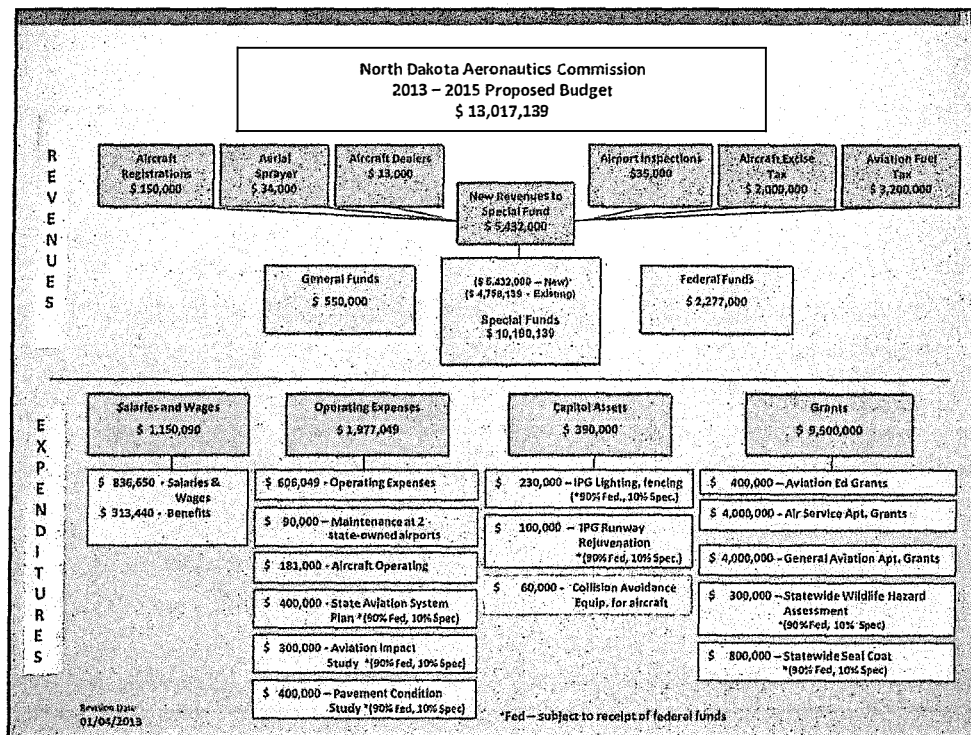 North Dakota Aeronautics Commission
2013 – 2015 Proposed Budget
$ 13,017,139
REVENUES
Aircraft
Registrations
$ 150,000
Aerial
Sprayer
$ 34,000
Aircraft Dealers
$ 13,000
New Revenues to
Special Fund
$ 5,432,000
Airport Inspections
$35,000
Aircraft Excise
Tax
$ 2,000,000
Aviation Fuel
Tax
$ 3,200,000
General Funds
$ 550,000
($ 5,432,000 – New)
($ 4,758,139 - Existing)
Special Funds
$ 10,190,139
Federal Funds
$ 2,277,000
EXPENDITURES
Salaries and Wages
$ 1,150,090
$ 836,650 - Salaries &
Wages
$ 313,440 - Benefits
Operating Expenses
$ 1,977,049
$ 606,049 - Operating Expenses
$ 90,000 – Maintenance at 2
state-owned airports
$ 181,000 - Aircraft Operating
$ 400,000 - State Aviation System
Plan *(90% Fed, 10% Spec)
$ 300,000 - Aviation Impact
Study *(90% Fed, 10% Spec)
$ 400,000 - Pavement Condition
Study *(90% Fed, 10% Spec)
Capitol Assets
$ 390,000
$ 230,000 – IPG Lighting, fencing
(*90% Fed., 10% Spec.)
$ 100,000 – IPG Runway
Rejuvenation
*(90% Fed, 10% Spec.)
$ 60,000 - Collision Avoidance
Equip. for aircraft
Grants
$ 9,500,000
$ 400,000 – Aviation Ed Grants
$ 4,000,000 - Air Service Apt. Grants
$ 4,000,000 - General Aviation Apt. Grants
$ 300,000 – Statewide Wildlife Hazard
Assessment
*(90% Fed, 10% Spec)
$ 800,000 – Statewide Seal Coat
*(90% Fed, 10% Spec)
Revision Date
01/04/2013
*Fed – subject to receipt of federal funds